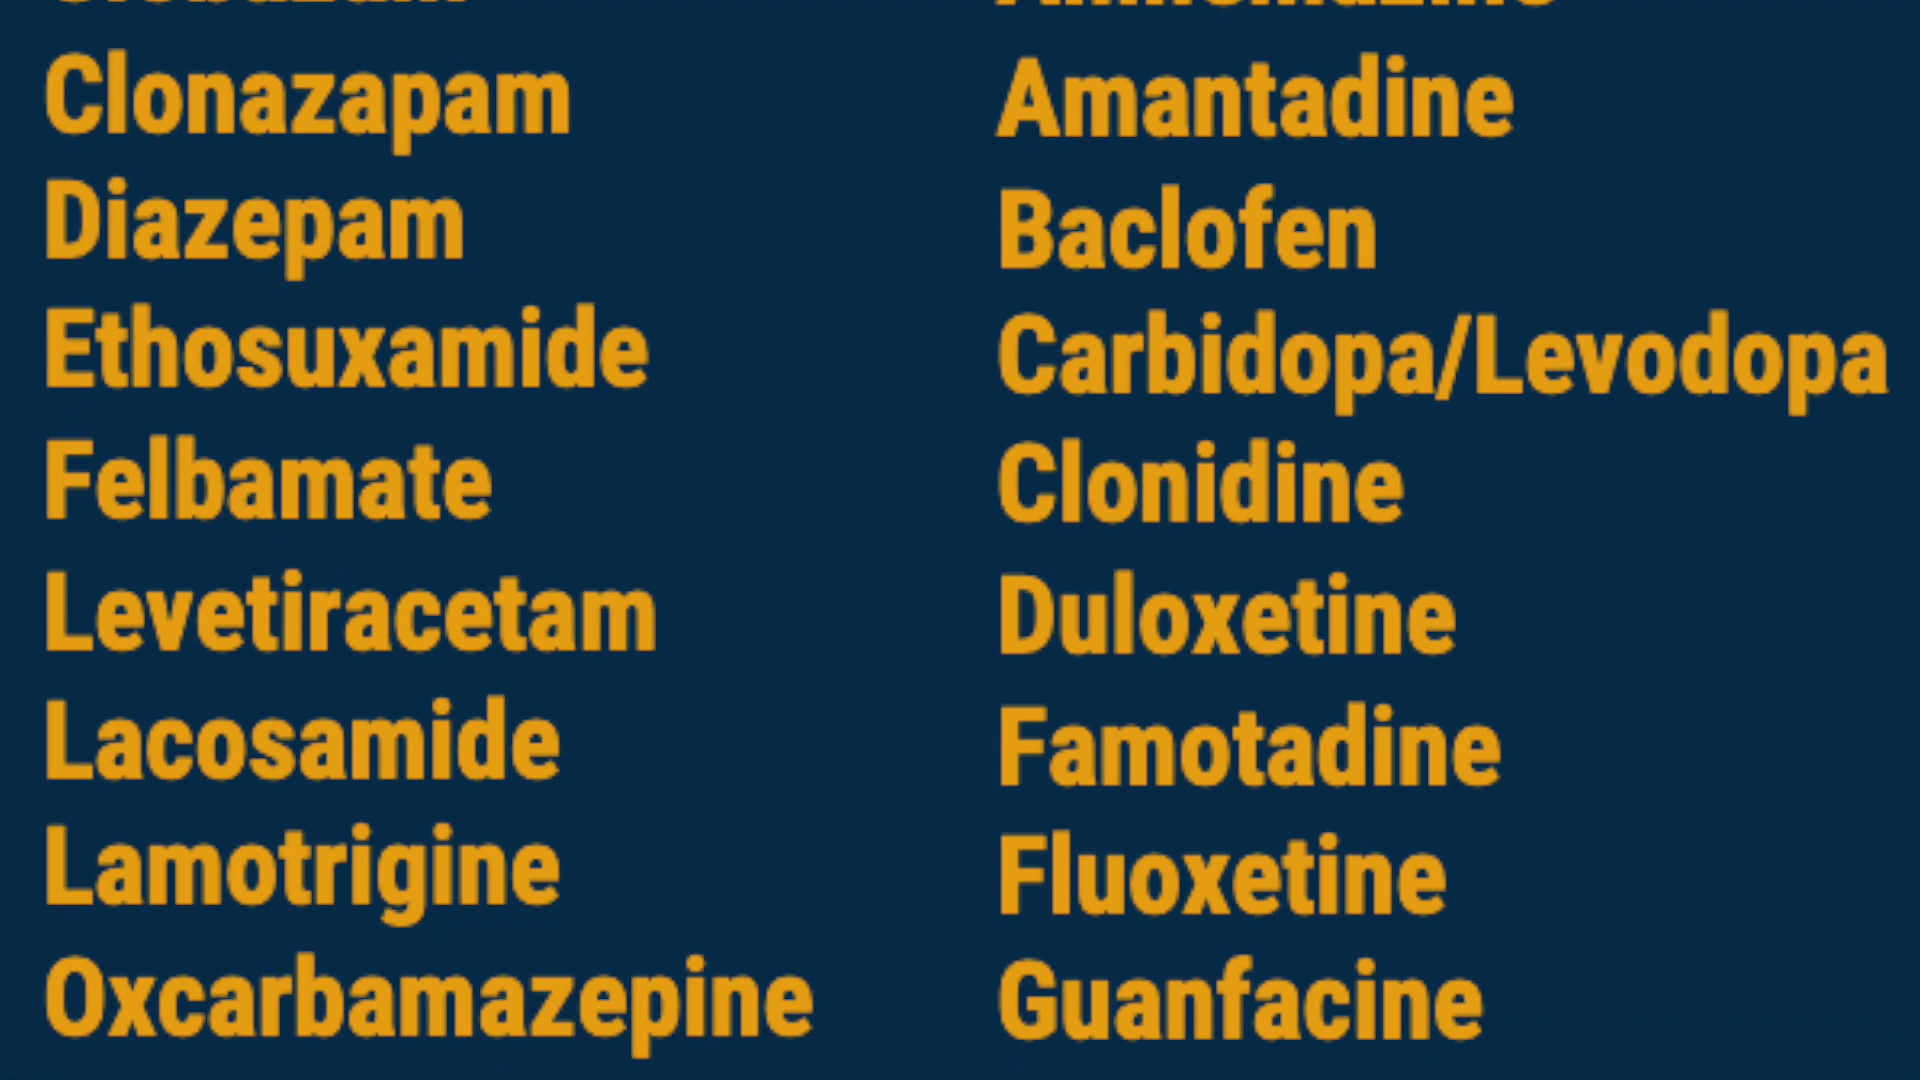 Clonazapam
Diazepam
Ethosuxamide
Felbamate
Levetiracetam
Lacosamide
Lamotrigine
Oxcarbamazepine
Amantadine
Baclofen
Carbidopa/Levodopa
Clonidine
Duloxetine
Famotadine
Fluoxetine
Guanfacine